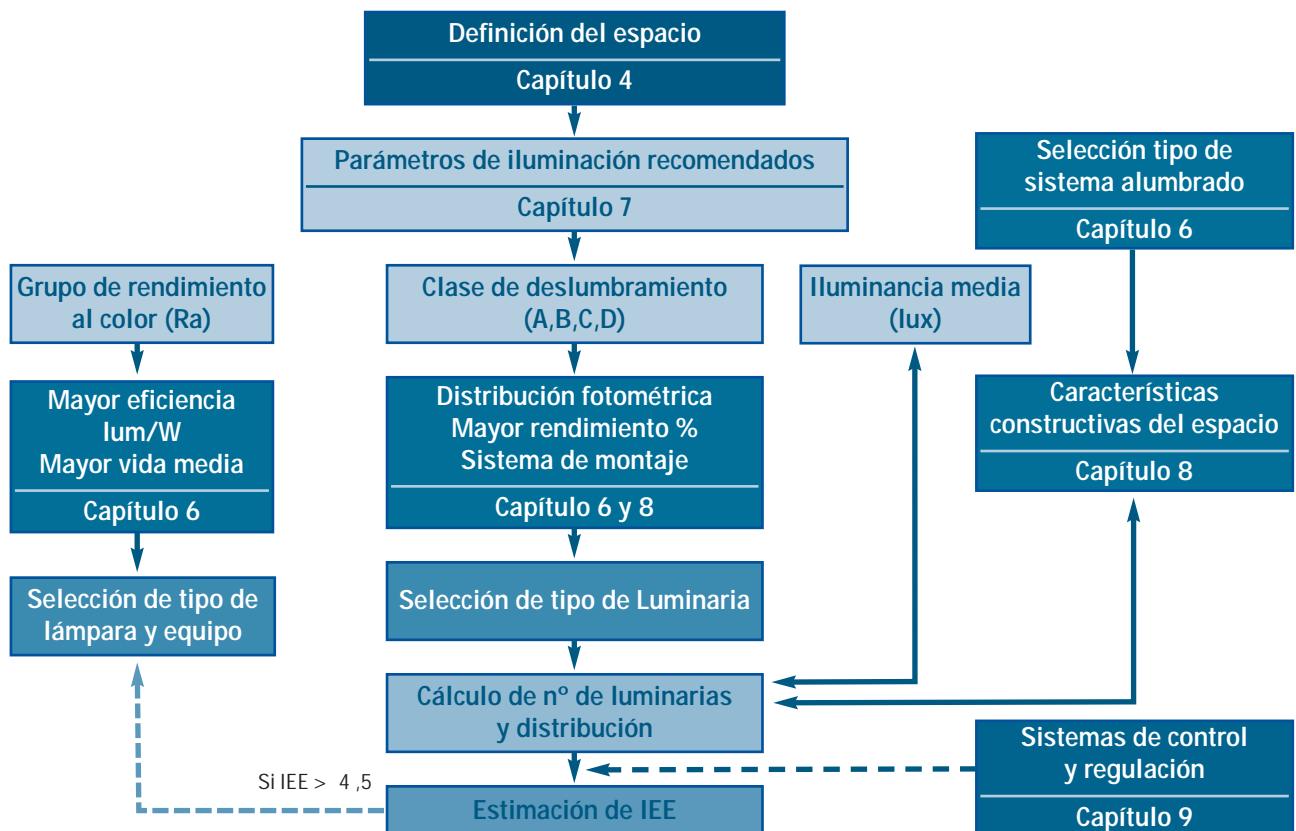 Definición del espacio
Capítulo 4
Parámetros de iluminación recomendados
Capítulo 7
Selección tipo de
sistema alumbrado
Capítulo 6
Grupo de rendimiento
al color (Ra)
Clase de deslumbramiento
(A,B,C,D)
Iluminancia media
(lux)
Mayor eficiencia
lum/W
Mayor vida media
Capítulo 6
Distribución fotométrica
Mayor rendimiento %
Sistema de montaje
Capítulo 6 y 8
Características
constructivas del espacio
Capítulo 8
Selección de tipo de
lámpara y equipo
Selección de tipo de Luminaria
Cálculo de nº de luminarias
y distribución
Sistemas de control
y regulación
Capítulo 9
Si IEE > 4,5
Estimación de IEE